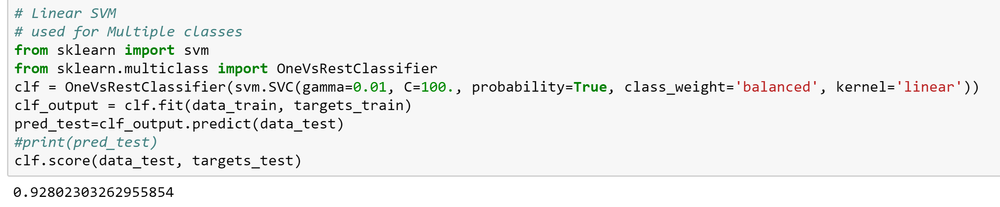 # Linear SVM
# used for Multiple classes
from sklearn import svm
from sklearn.multiclass import OneVsRestClassifier
clf = OneVsRestClassifier(svm.SVC(gamma=0.01, C=100., probability=True, class_weight='balanced', kernel='linear'))
clf_output = clf.fit(data_train, targets_train)
pred_test=clf_output.predict(data_test)
#print(pred_test)
clf.score(data_test, targets_test)
0.92802303262955854